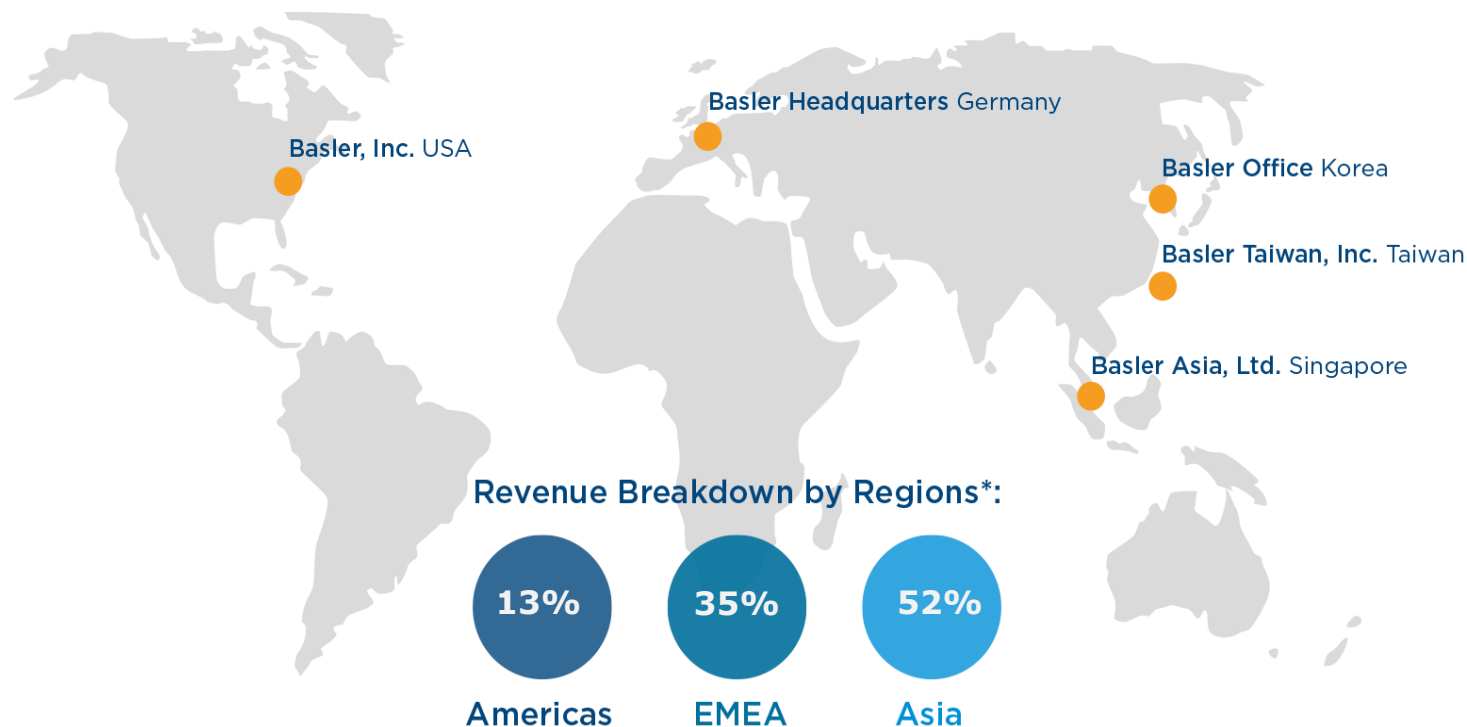 Basler Headquarters Germany
Basler, Inc. USA
Basler Office Korea
Basler Taiwan, Inc. Taiwan
Basler Asia, Ltd. Singapore
Revenue Breakdown by Regions*:
13% 35% 52%
Americas EMEA Asia